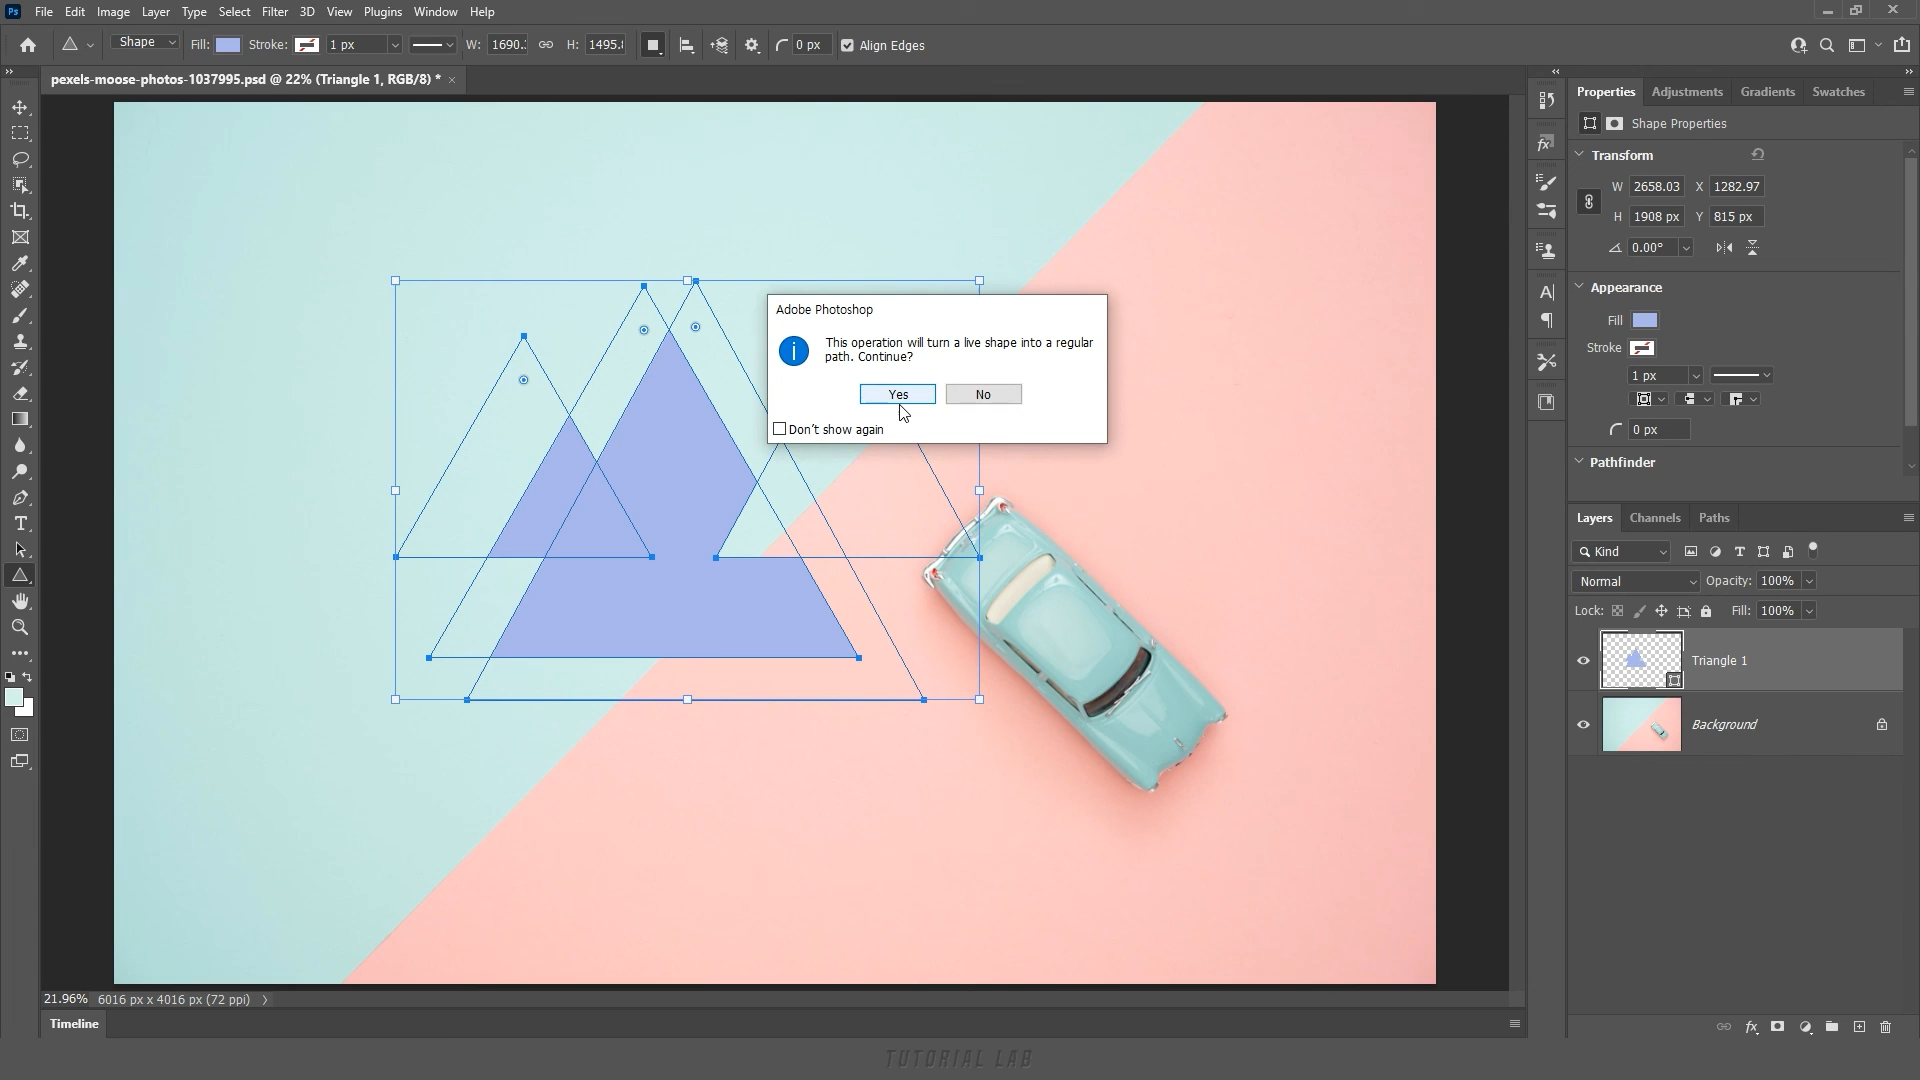 Ps File Edit Image Layer Type Select Filter 3D View Plugins Window Help
Shape Fill: Stroke: 1 px W: 1690. H: 1495. 0 px Align Edges
pexels-moose-photos-1037995.psd @ 22% (Triangle 1, RGB/8) *
Properties Adjustments Gradients Swatches
Shape Properties
Transform
W 2658.03 X 1282.97
H 1908 px Y 815 px
0.00°
Appearance
Fill
Stroke
1 px
0 px
Pathfinder
Adobe Photoshop
This operation will turn a live shape into a regular
path. Continue?
Yes No
Don't show again
Layers Channels Paths
Kind
Normal Opacity: 100%
Lock: Fill: 100%
Triangle 1
Background
21.96% 6016 px x 4016 px (72 ppi)
Timeline
TUTORIAL LAB